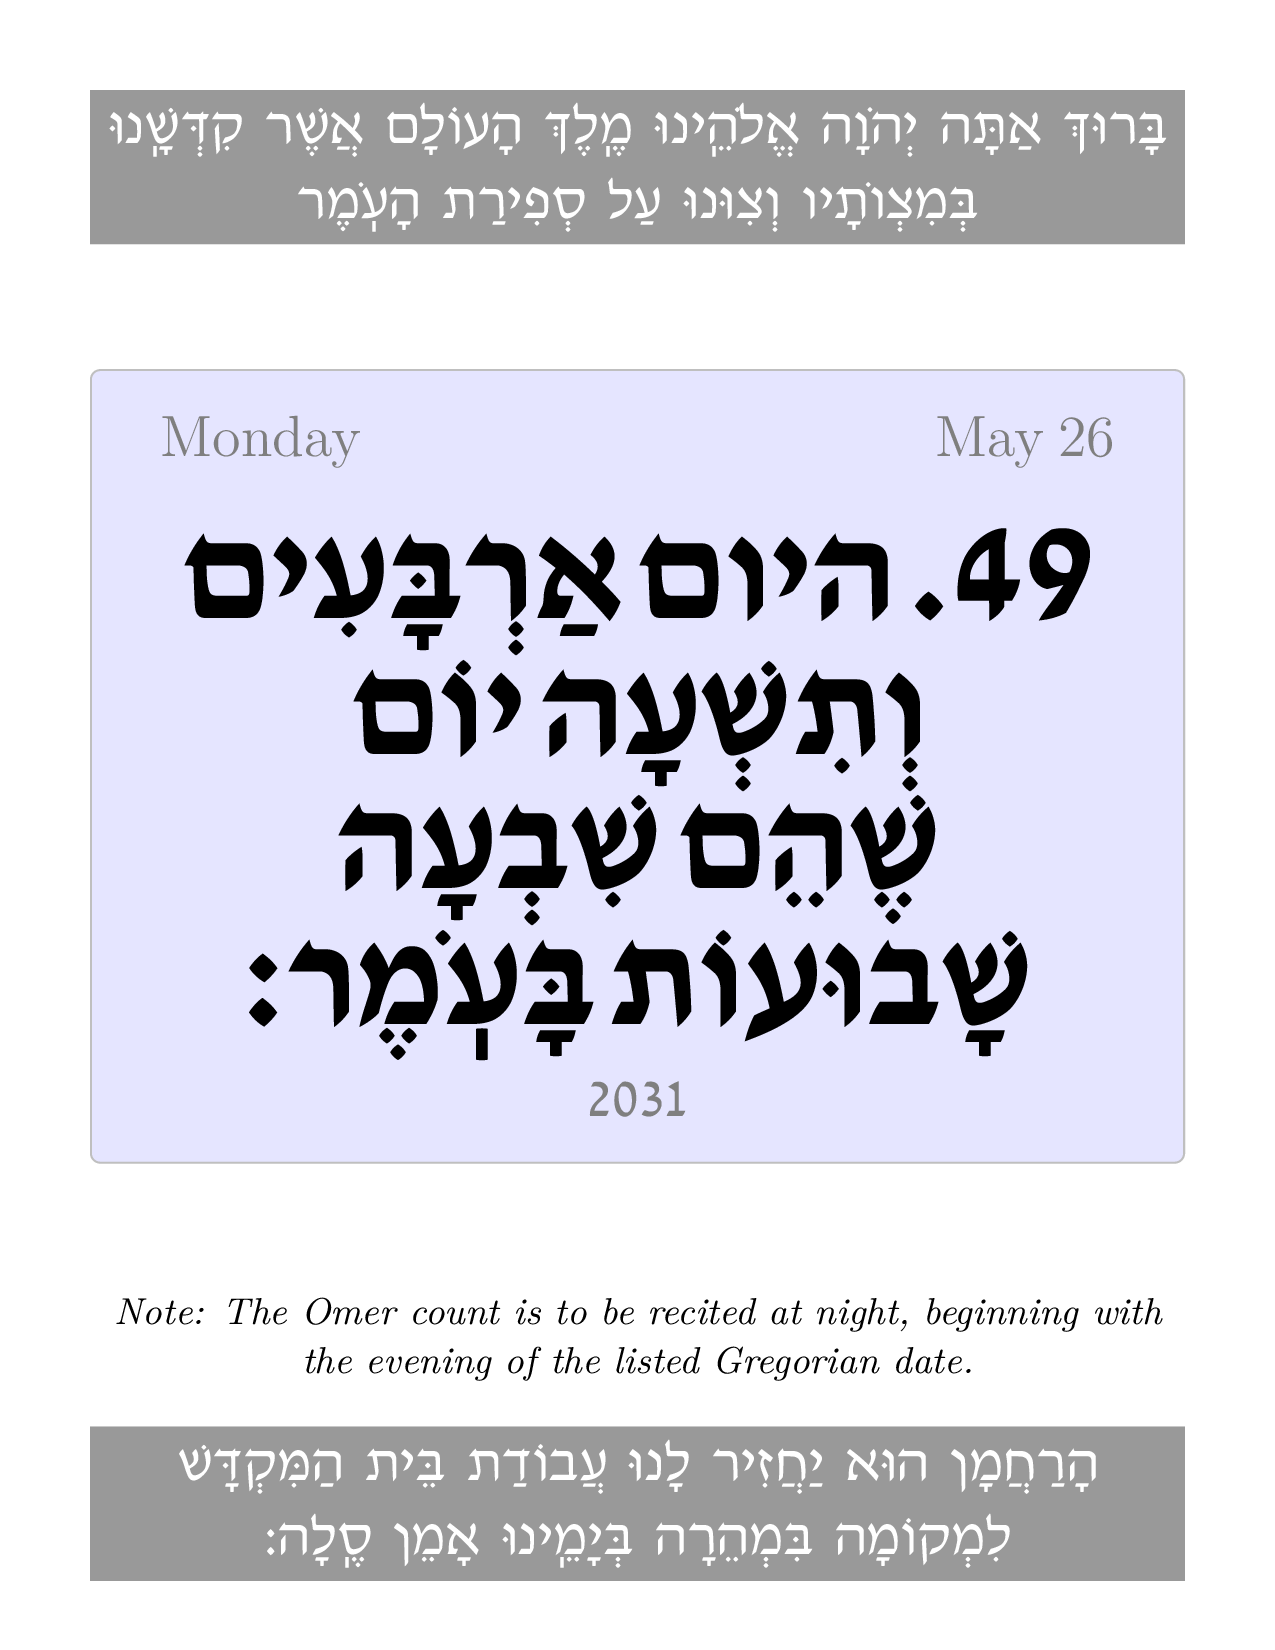 בָּרוּךְ אַתָּה יְהֹוָה אֱלֹהֵֽינוּ מֶֽלֶךְ הָעוֹלָם אֲשֶׁר קִדְּשָֽׁנוּ
בְּמִצְוֹתָיו וְצִוּנוּ עַל סְפִירַת הָעֹֽמֶר
Monday May 26
49. היום אַרְבָּעִים
וְתִשְׁעָה יוֹם
שֶׁהֵם שִׁבְעָה
שָׁבוּעוֹת בָּעֹֽמֶר:
2031
Note: The Omer count is to be recited at night, beginning with
the evening of the listed Gregorian date.
הָרַחֲמָן הוּא יַחֲזִיר לָנוּ עֲבוֹדַת בֵּית הַמִּקְדָּשׁ
לִמְקוֹמָה בִּמְהֵרָה בְּיָמֵֽינוּ אָמֵן סֶֽלָה: